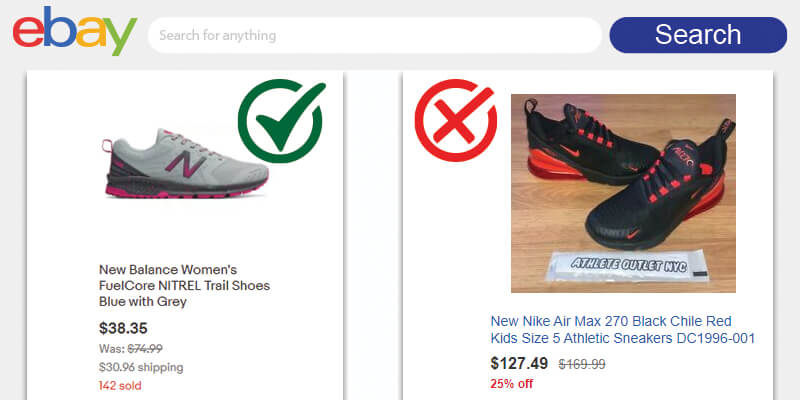 ebay
Search for anything
Search
N
New Balance Women's
FuelCore NITREL Trail Shoes
Blue with Grey
$38.35
Was: $74.99
$30.96 shipping
142 sold
ATHLETE OUTLET NYC
New Nike Air Max 270 Black Chile Red
Kids Size 5 Athletic Sneakers DC1996-001
$127.49 $169.99
25% off